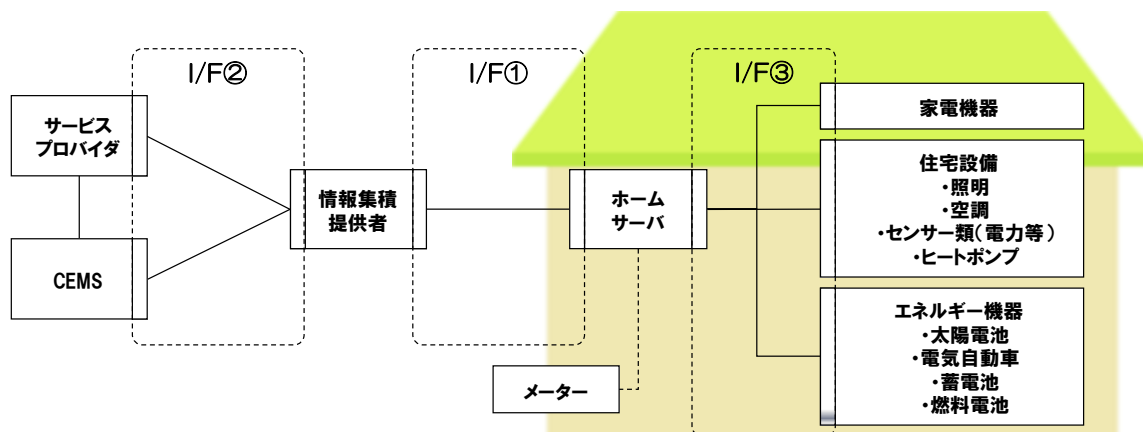 I/F②
I/F①
I/F③
サービス
プロバイダ
CEMS
情報集積
提供者
ホーム
サーバ
メーター
家電機器
住宅設備
・照明
・空調
・センサー類（電力等）
・ヒートポンプ
エネルギー機器
・太陽電池
・電気自動車
・蓄電池
・燃料電池